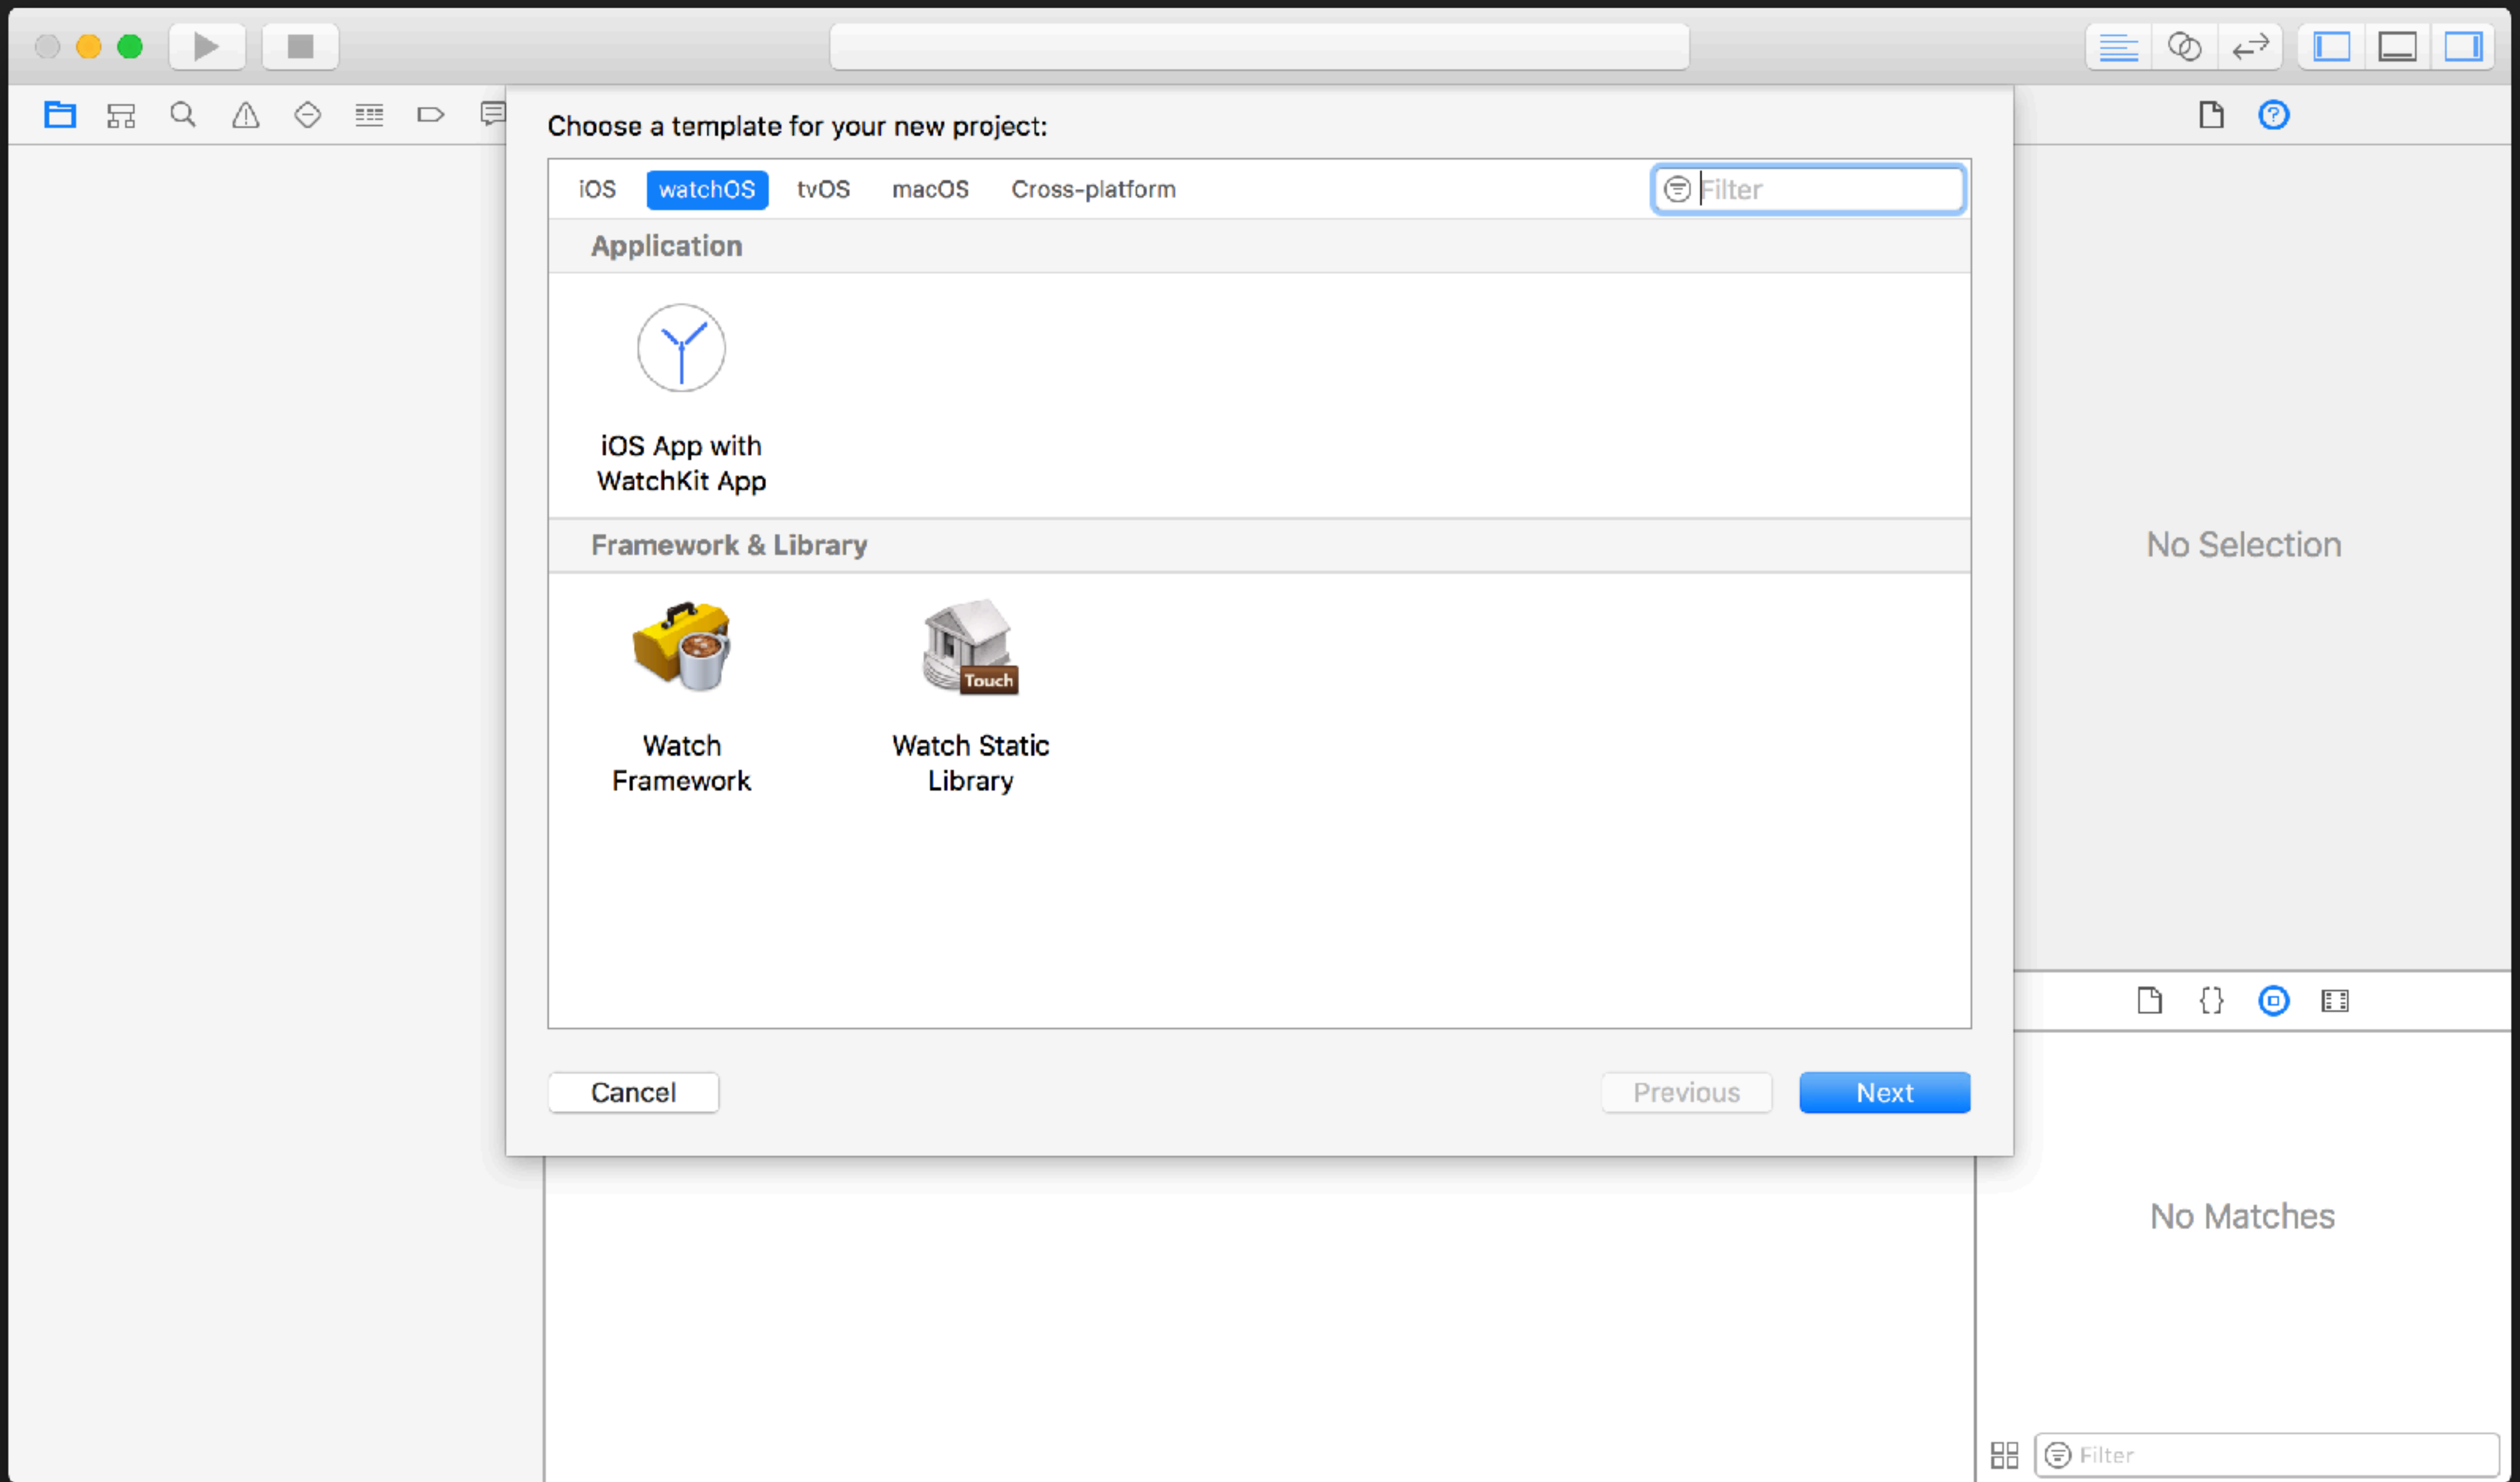 Choose a template for your new project:
iOS watchOS tvOS macOS Cross-platform Filter
Application
iOS App with
WatchKit App
Framework & Library
Touch
Watch
Framework
Watch Static
Library
Cancel Previous Next
No Selection
No Matches
Filter